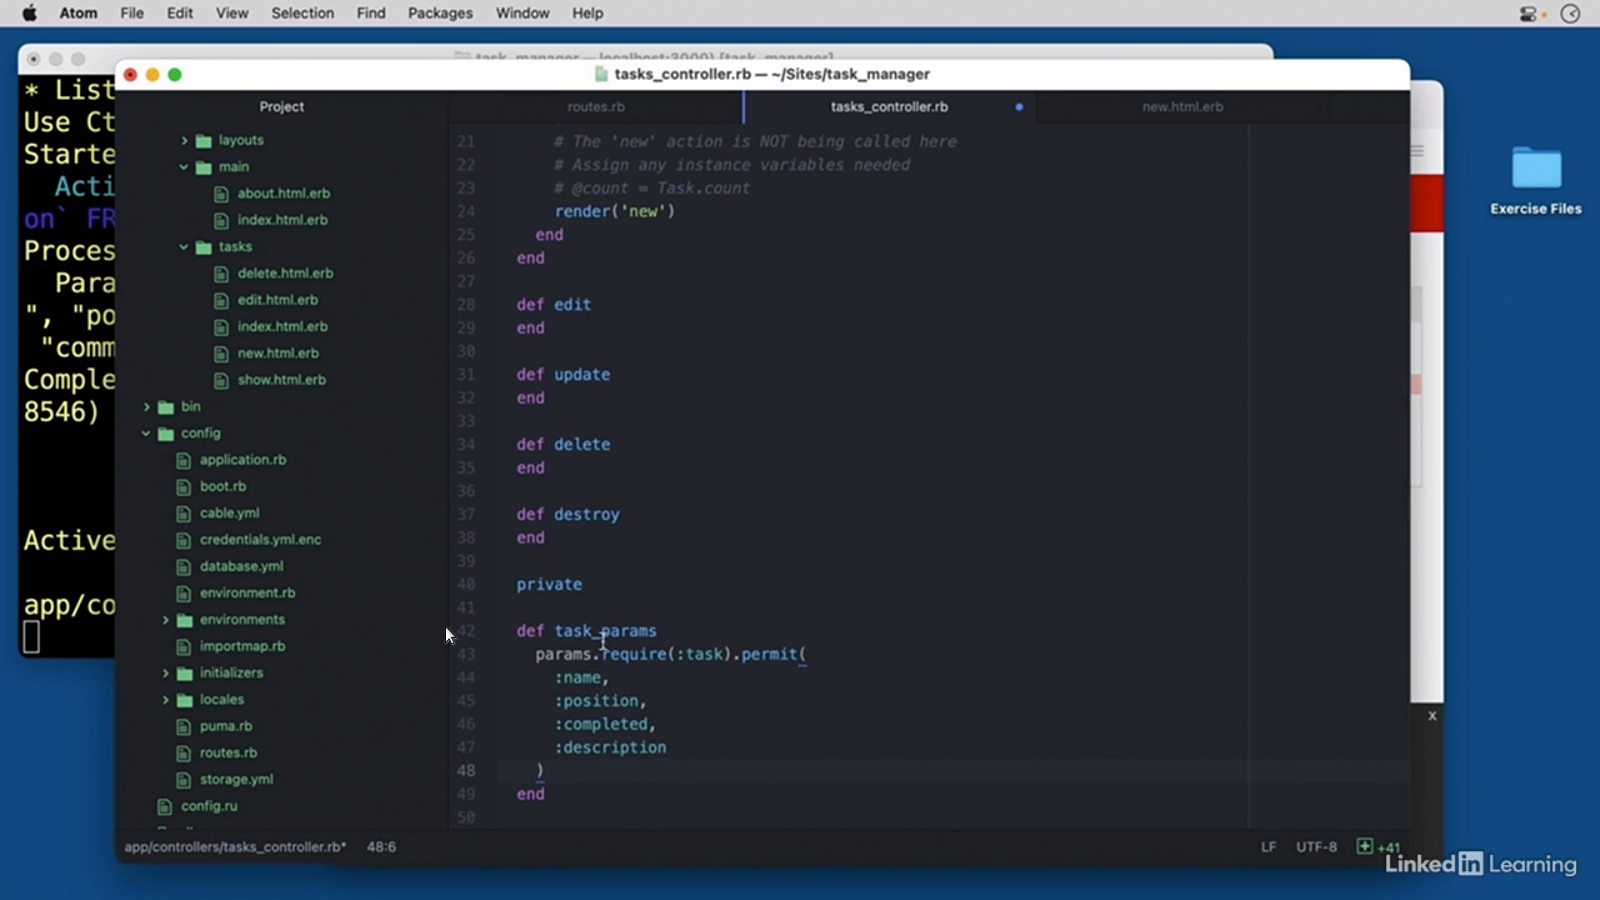 Atom File Edit View Selection Find Packages Window Help
task_manager — localhost:3000) [task_manager]
tasks_controller.rb — ~/Sites/task_manager
* List
Use Ct
Starte
Acti
on` FR
Proces
Para
", "po
"comm
Comple
8546)
Active
app/co
Project
layouts
main
about.html.erb
index.html.erb
tasks
delete.html.erb
edit.html.erb
index.html.erb
new.html.erb
show.html.erb
bin
config
application.rb
boot.rb
cable.yml
credentials.yml.enc
database.yml
environment.rb
environments
importmap.rb
initializers
locales
puma.rb
routes.rb
storage.yml
config.ru
routes.rb tasks_controller.rb new.html.erb
21 # The 'new' action is NOT being called here
22 # Assign any instance variables needed
23 # @count = Task.count
24 render('new')
25 end
26 end
27
28 def edit
29 end
30
31 def update
32 end
33
34 def delete
35 end
36
37 def destroy
38 end
39
40 private
41
42 def task_params
43 params.require(:task).permit(
44 :name,
45 :position,
46 :completed,
47 :description
48 )
49 end
50
app/controllers/tasks_controller.rb* 48:6 LF UTF-8 +41
Exercise Files
x
LinkedIn Learning